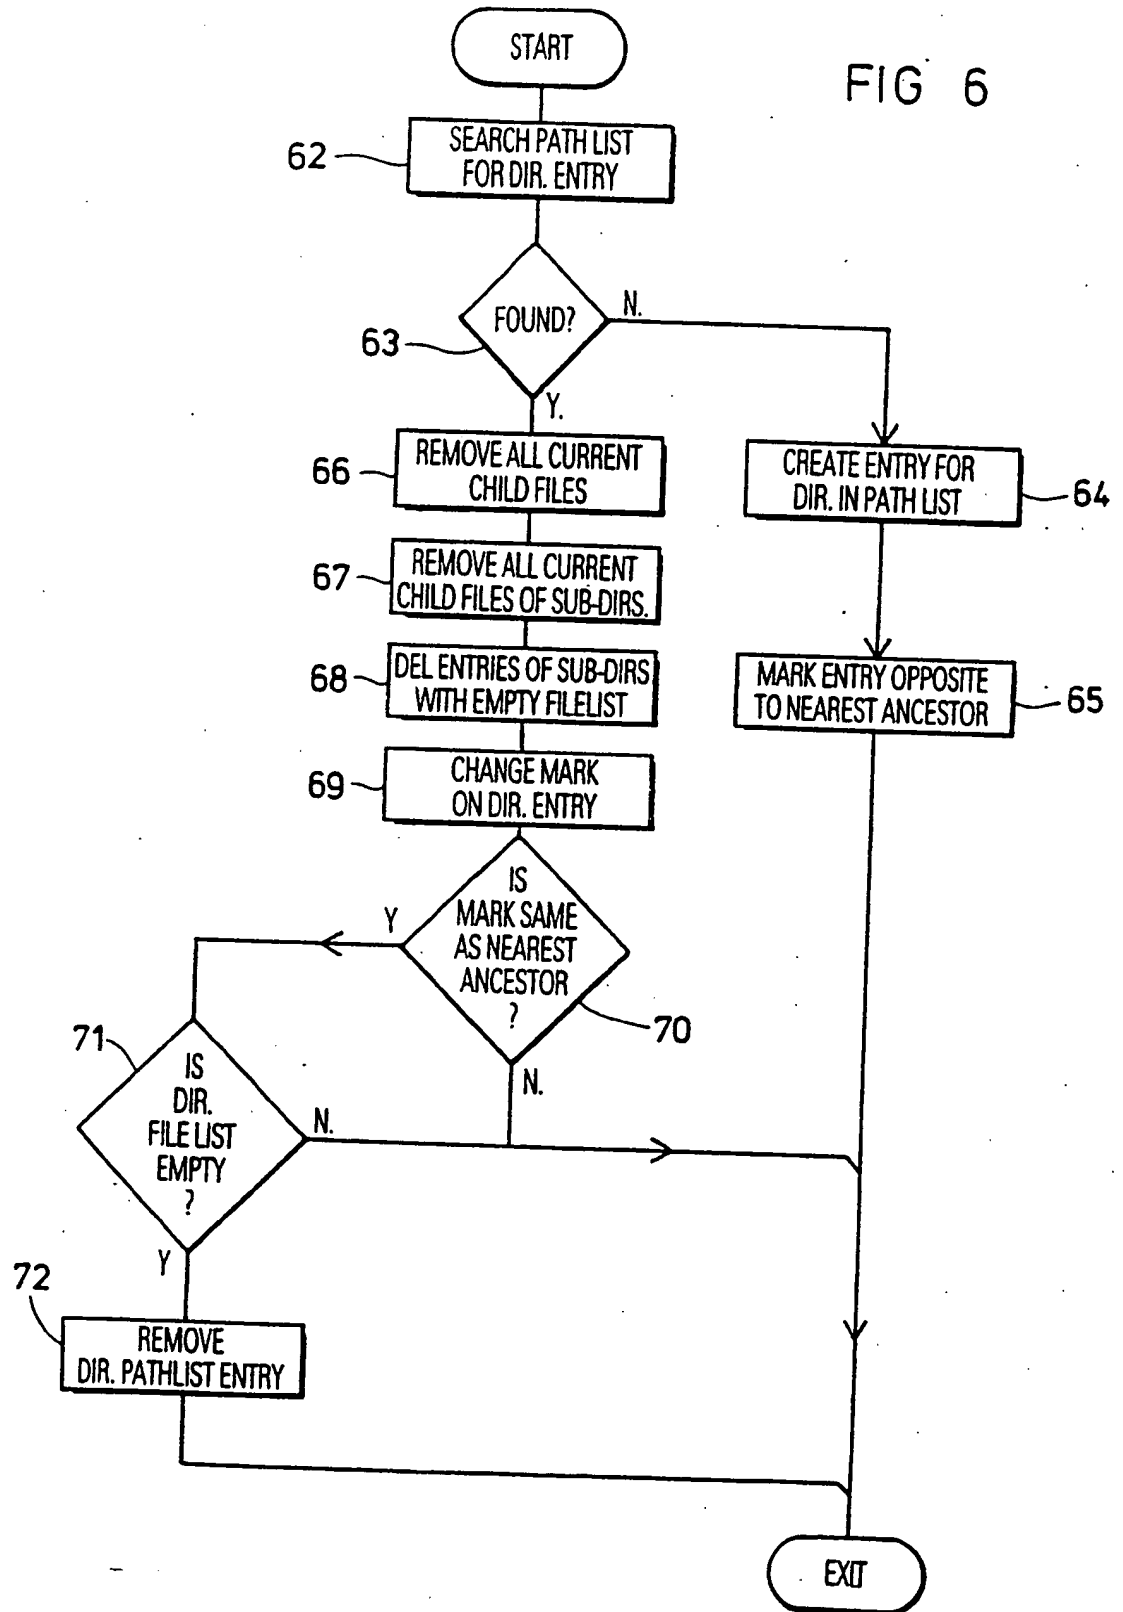 START
FIG 6
62
SEARCH PATH LIST
FOR DIR. ENTRY
FOUND?
N.
63
Y.
66
REMOVE ALL CURRENT
CHILD FILES
CREATE ENTRY FOR
DIR. IN PATH LIST
64
67
REMOVE ALL CURRENT
CHILD FILES OF SUB-DIRS.
68
DEL ENTRIES OF SUB-DIRS
WITH EMPTY FILELIST
MARK ENTRY OPPOSITE
TO NEAREST ANCESTOR
65
69
CHANGE MARK
ON DIR. ENTRY
IS
MARK SAME
AS NEAREST
ANCESTOR
?
Y
70
N.
71
IS
DIR.
FILE LIST
EMPTY
?
N.
Y
72
REMOVE
DIR. PATHLIST ENTRY
EXIT